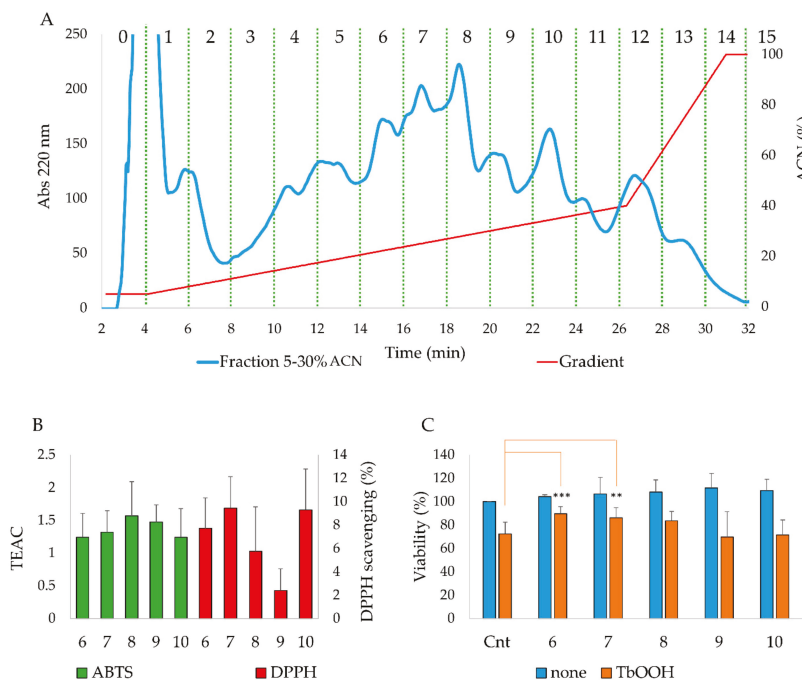 A
0 1 2 3 4 5 6 7 8 9 10 11 12 13 14 15
250
200
150
100
50
0
Abs 220 nm
100
80
60
40
20
0
ACN (%)
2 4 6 8 10 12 14 16 18 20 22 24 26 28 30 32
Time (min)
Fraction 5-30% ACN
Gradient
B
2.5
2
1.5
1
0.5
0
TEAC
14
12
10
8
6
4
2
0
DPPH scavenging (%)
6 7 8 9 10 6 7 8 9 10
ABTS DPPH
C
140
120
100
80
60
40
20
0
Viability (%)
*** **
Cnt 6 7 8 9 10
none TbOOH